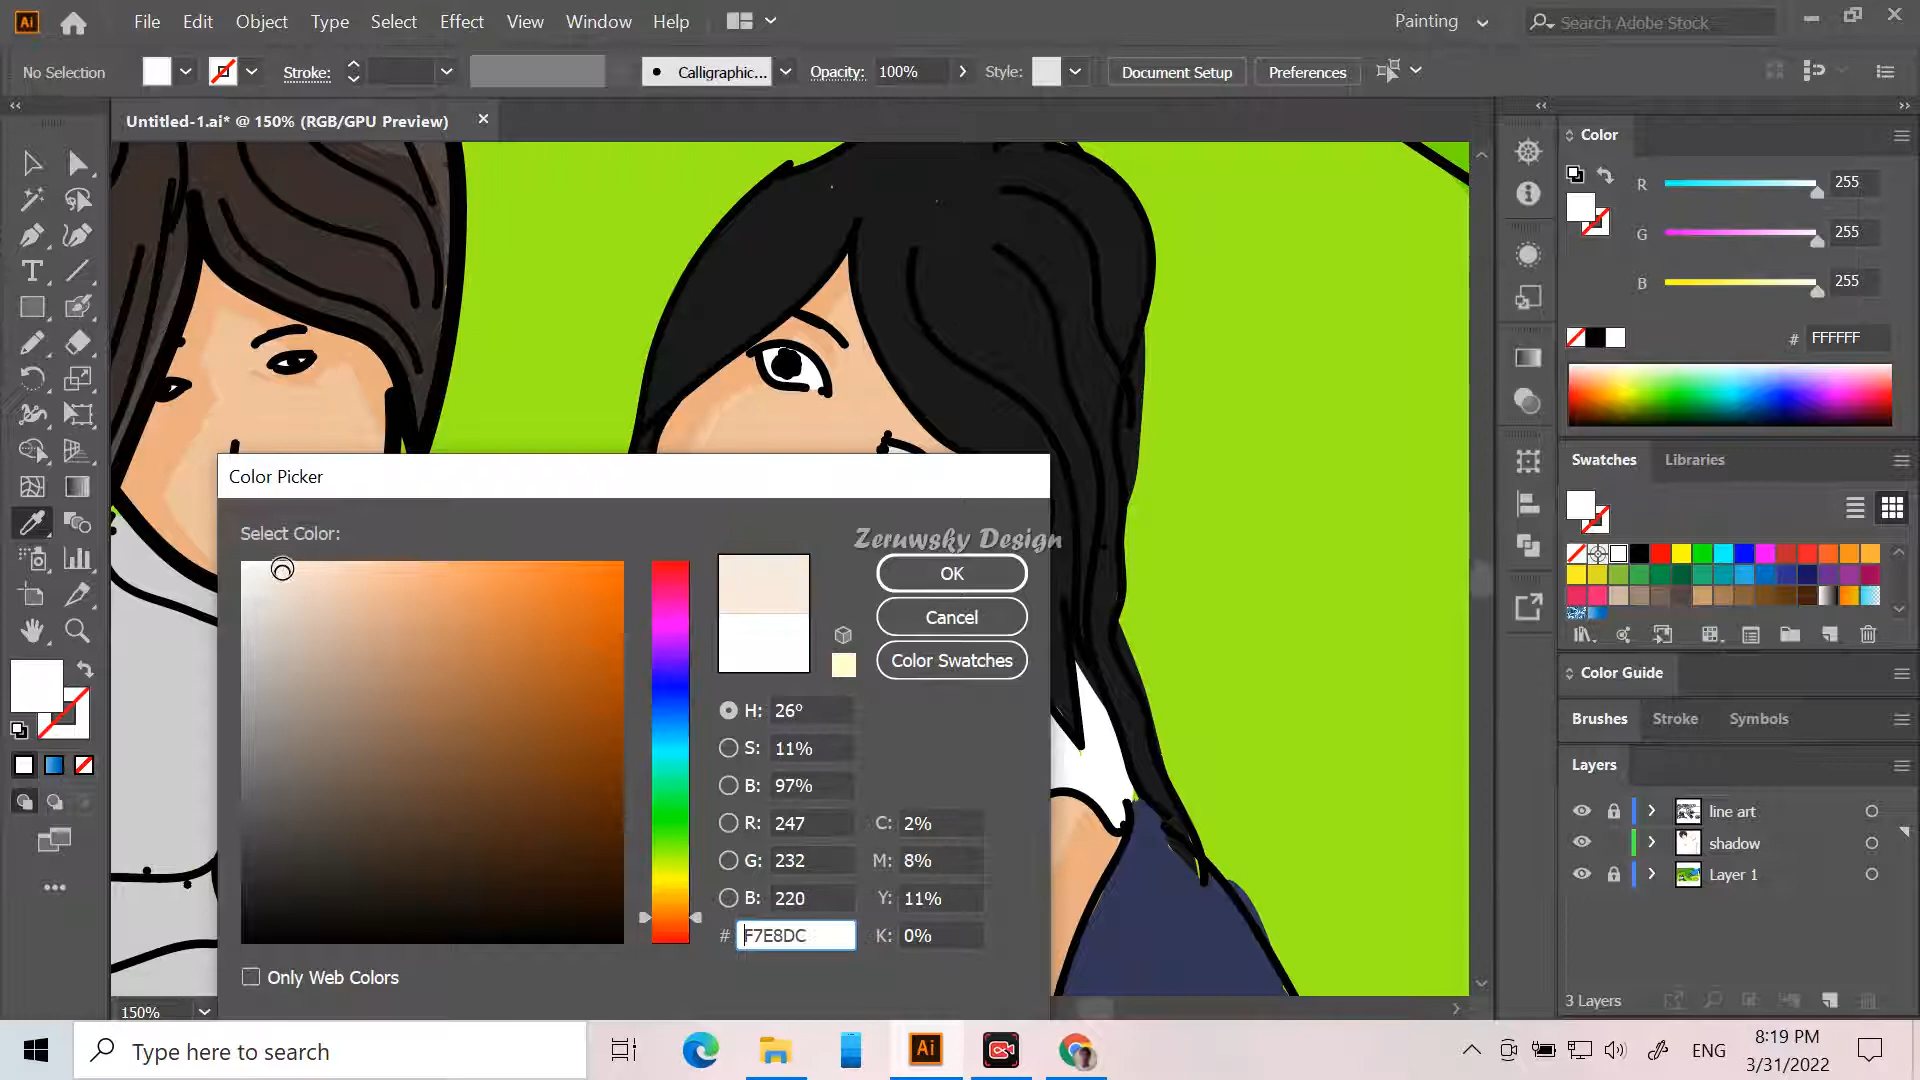 Ai File Edit Object Type Select Effect View Window Help Painting Search Adobe Stock
No Selection Stroke: Calligraphic... Opacity: 100% Style: Document Setup Preferences
Untitled-1.ai* @ 150% (RGB/GPU Preview)
Color
R 255
G 255
B 255
# FFFFFF
Swatches Libraries
Color Guide
Brushes Stroke Symbols
Layers
line art
shadow
Layer 1
3 Layers
Color Picker
Select Color:
Zeruwsky Design
OK
Cancel
Color Swatches
H: 26°
S: 11%
B: 97%
R: 247 C: 2%
G: 232 M: 8%
B: 220 Y: 11%
# F7E8DC K: 0%
Only Web Colors
150%
Type here to search
Ai
ENG
8:19 PM
3/31/2022